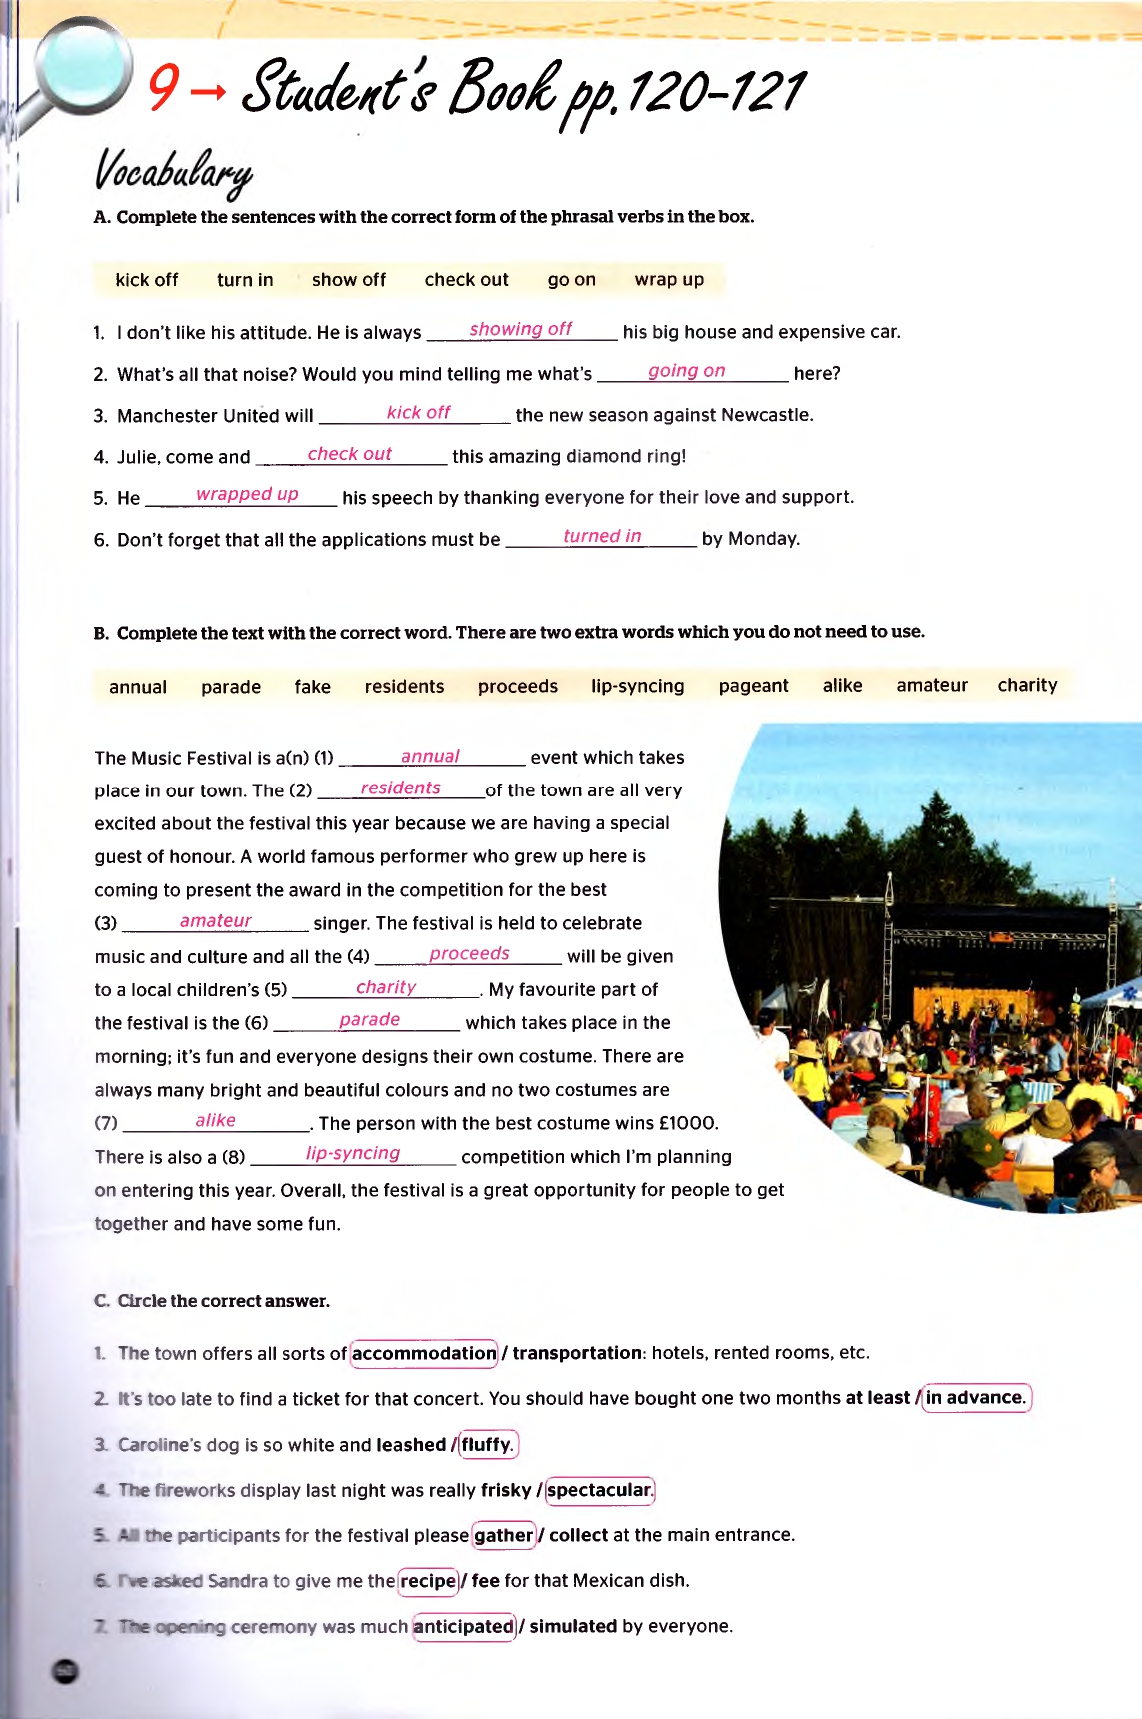 9 → Student's Book pp. 120-121
Vocabulary
A. Complete the sentences with the correct form of the phrasal verbs in the box.
kick off turn in show off check out go on wrap up
1. I don't like his attitude. He is always showing off his big house and expensive car.
2. What's all that noise? Would you mind telling me what's going on here?
3. Manchester United will kick off the new season against Newcastle.
4. Julie, come and check out this amazing diamond ring!
5. He wrapped up his speech by thanking everyone for their love and support.
6. Don't forget that all the applications must be turned in by Monday.
B. Complete the text with the correct word. There are two extra words which you do not need to use.
annual parade fake residents proceeds lip-syncing pageant alike amateur charity
The Music Festival is a(n) (1) annual event which takes
place in our town. The (2) residents of the town are all very
excited about the festival this year because we are having a special
guest of honour. A world famous performer who grew up here is
coming to present the award in the competition for the best
(3) amateur singer. The festival is held to celebrate
music and culture and all the (4) proceeds will be given
to a local children's (5) charity. My favourite part of
the festival is the (6) parade which takes place in the
morning; it's fun and everyone designs their own costume. There are
always many bright and beautiful colours and no two costumes are
(7) alike. The person with the best costume wins £1000.
There is also a (8) lip-syncing competition which I'm planning
on entering this year. Overall, the festival is a great opportunity for people to get
together and have some fun.
C. Circle the correct answer.
1. The town offers all sorts of accommodation / transportation: hotels, rented rooms, etc.
2. It's too late to find a ticket for that concert. You should have bought one two months at least / in advance.
3. Caroline's dog is so white and leashed / fluffy.
4. The fireworks display last night was really frisky / spectacular.
5. All the participants for the festival please gather / collect at the main entrance.
6. I've asked Sandra to give me the recipe / fee for that Mexican dish.
7. The opening ceremony was much anticipated / simulated by everyone.